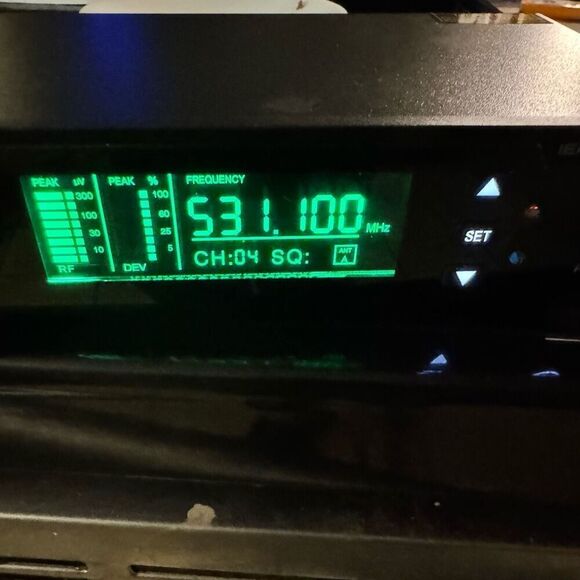 PEAK uV PEAK % FREQUENCY
300 100
100 60
30 25
10 5
531.100 MHz
RF DEV CH:04 SQ: ANT A
SET